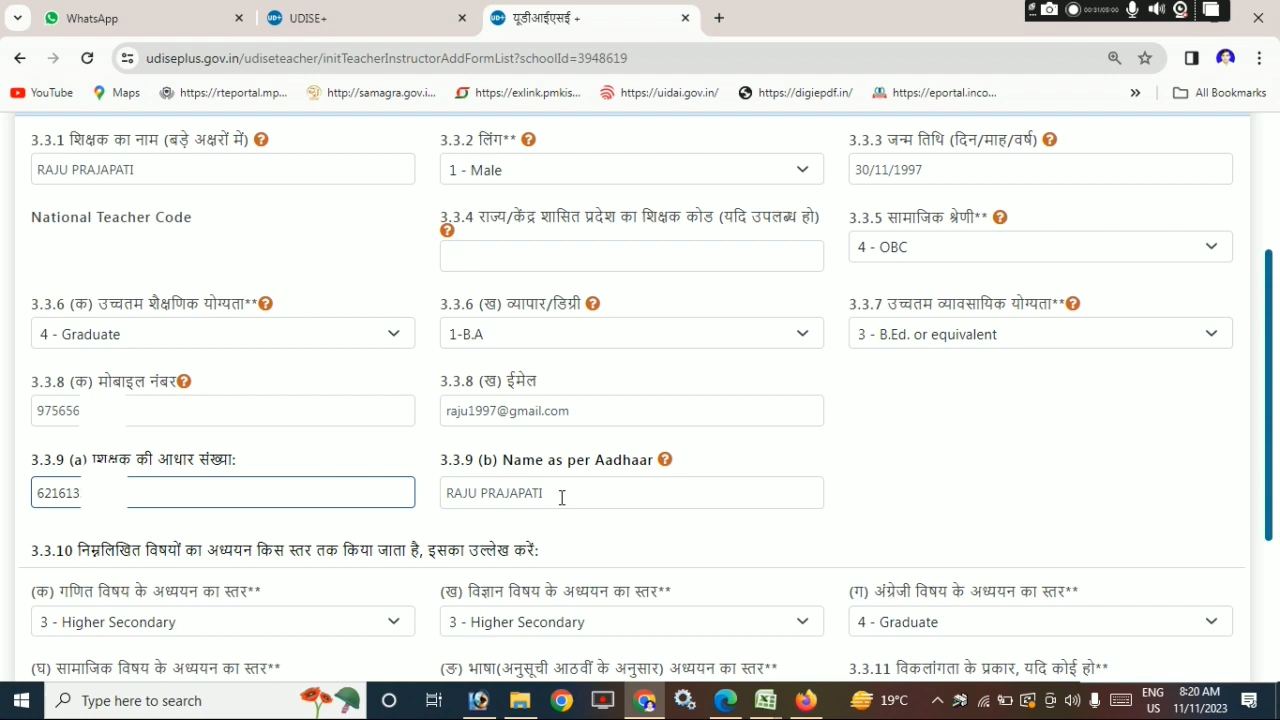 WhatsApp
UDISE+
यूडीआईएसई +
00:31/05:00
udiseplus.gov.in/udiseteacher/initTeacherInstructorAddFormList?schoolId=3948619
YouTube
Maps
https://rteportal.mp...
http://samagra.gov.i...
https://exlink.pmkis...
https://uidai.gov.in/
https://digiepdf.in/
https://eportal.inco...
»
All Bookmarks
3.3.1 शिक्षक का नाम (बड़े अक्षरों में)
3.3.2 लिंग**
3.3.3 जन्म तिथि (दिन/माह/वर्ष)
RAJU PRAJAPATI
1 - Male
30/11/1997
National Teacher Code
3.3.4 राज्य/केंद्र शासित प्रदेश का शिक्षक कोड (यदि उपलब्ध हो)
3.3.5 सामाजिक श्रेणी**
4 - OBC
3.3.6 (क) उच्चतम शैक्षणिक योग्यता**
3.3.6 (ख) व्यापार/डिग्री
3.3.7 उच्चतम व्यावसायिक योग्यता**
4 - Graduate
1-B.A
3 - B.Ed. or equivalent
3.3.8 (क) मोबाइल नंबर
3.3.8 (ख) ईमेल
975656
raju1997@gmail.com
3.3.9 (a) शिक्षक की आधार संख्या:
3.3.9 (b) Name as per Aadhaar
621613
RAJU PRAJAPATI
3.3.10 निम्नलिखित विषयों का अध्ययन किस स्तर तक किया जाता है, इसका उल्लेख करें:
(क) गणित विषय के अध्ययन का स्तर**
(ख) विज्ञान विषय के अध्ययन का स्तर**
(ग) अंग्रेजी विषय के अध्ययन का स्तर**
3 - Higher Secondary
3 - Higher Secondary
4 - Graduate
(घ) सामाजिक विषय के अध्ययन का स्तर**
(ङ) भाषा(अनुसूची आठवीं के अनुसार) अध्ययन का स्तर**
3.3.11 विकलांगता के प्रकार, यदि कोई हो**
Type here to search
19°C
ENG
US
8:20 AM
11/11/2023